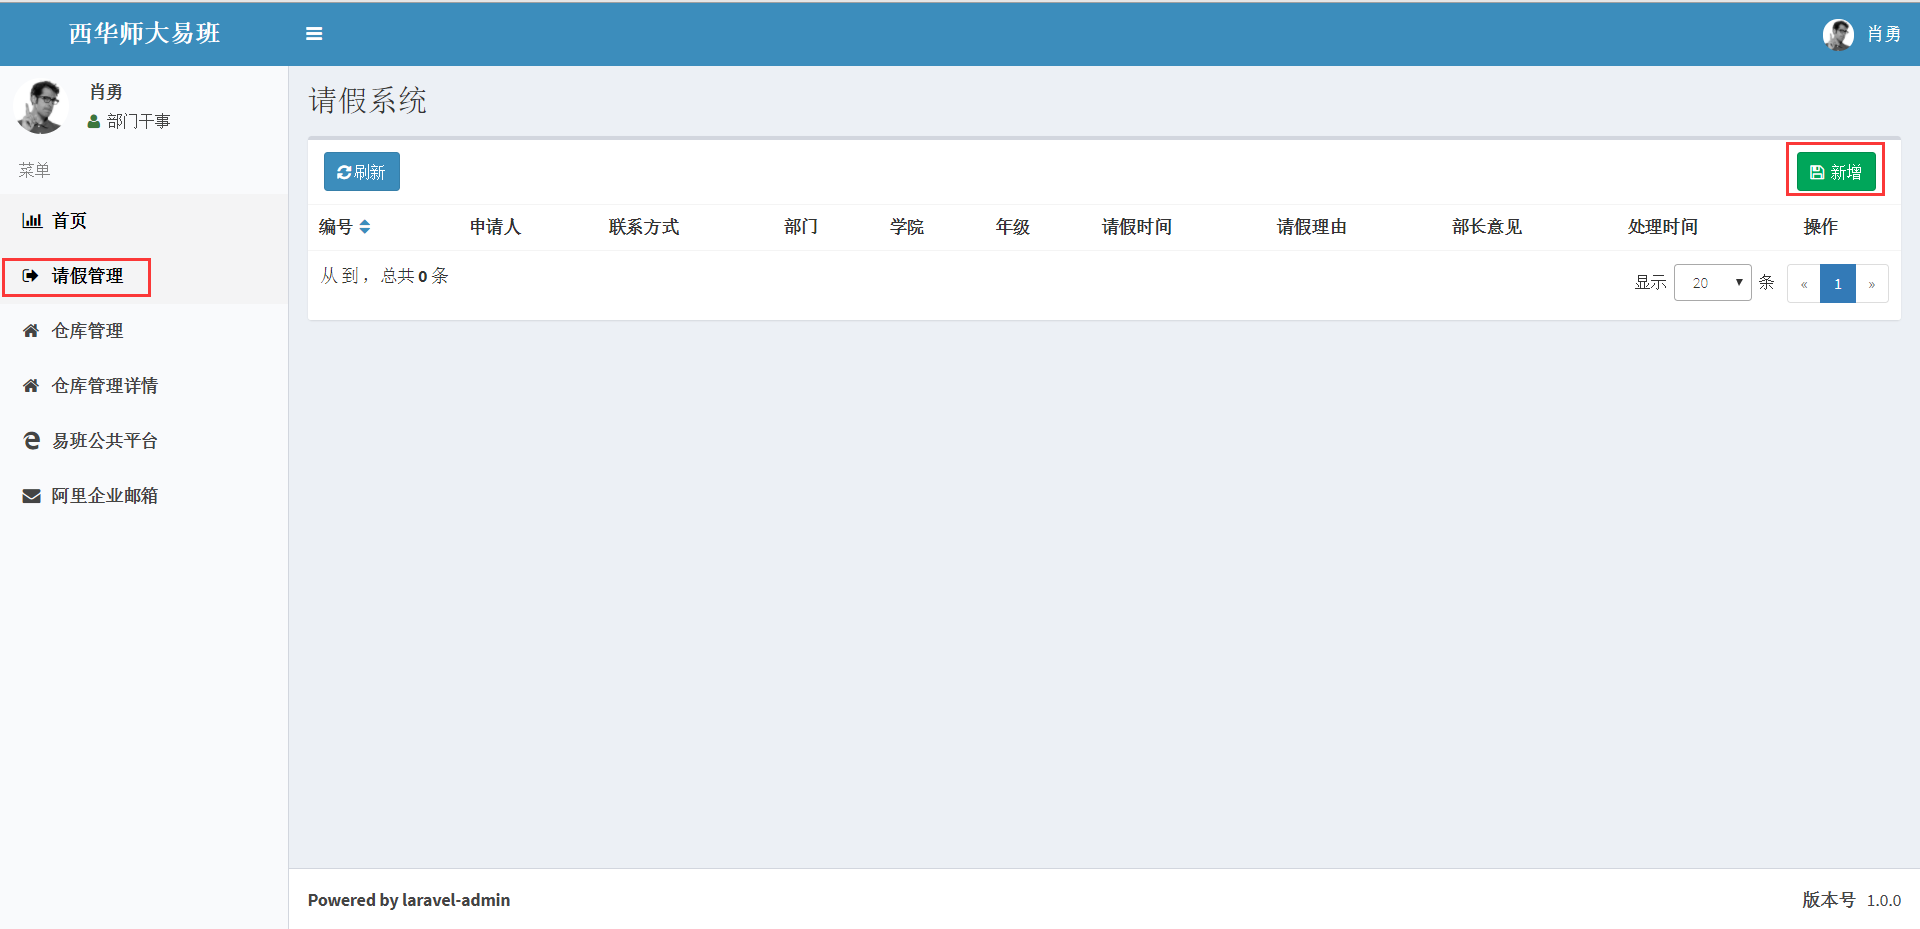 西华师大易班
肖勇
肖勇
部门干事
菜单
首页
请假管理
仓库管理
仓库管理详情
易班公共平台
阿里企业邮箱
请假系统
刷新
新增
编号 申请人 联系方式 部门 学院 年级 请假时间 请假理由 部长意见 处理时间 操作
从 到 ，总共 0 条
显示 20 条 « 1 »
Powered by laravel-admin
版本号 1.0.0